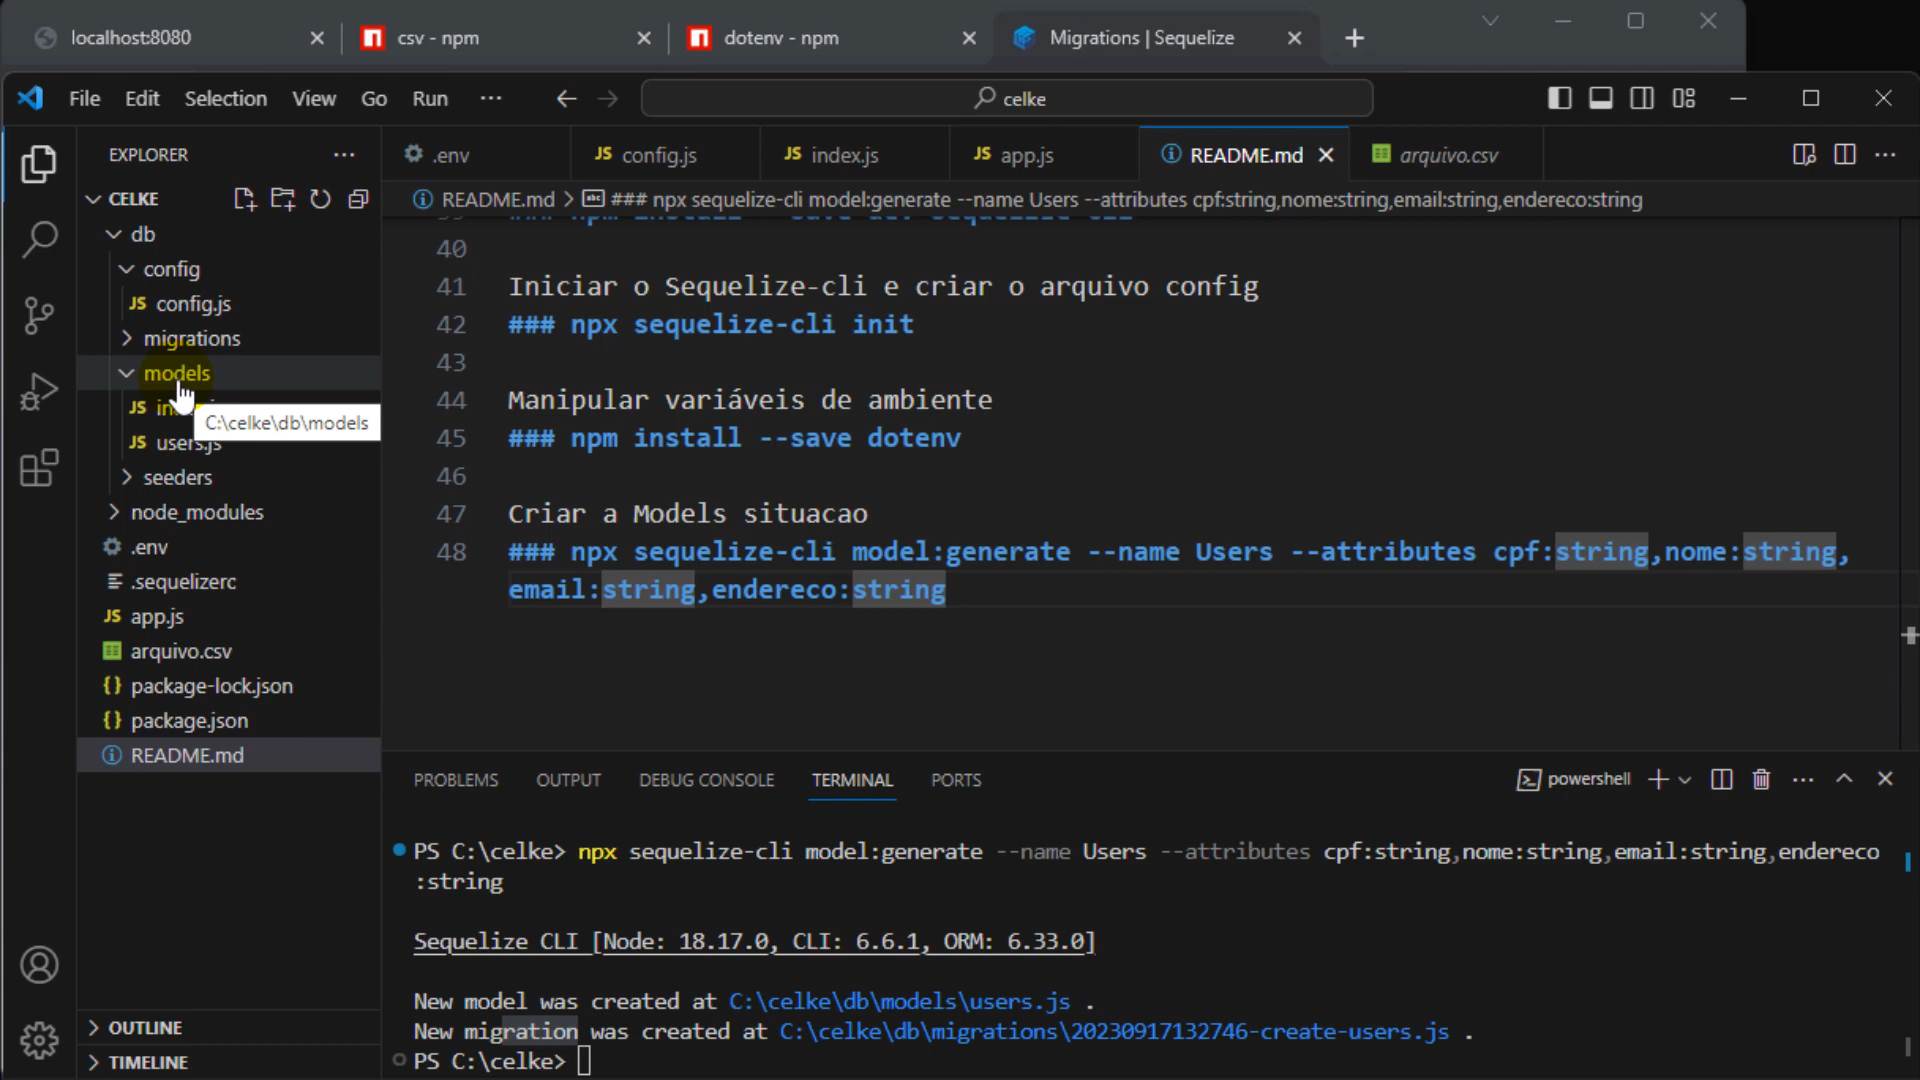 localhost:8080
csv - npm
dotenv - npm
Migrations | Sequelize
File Edit Selection View Go Run ···
celke
EXPLORER
.env
JS config.js
JS index.js
JS app.js
README.md
arquivo.csv
CELKE
README.md > ### npx sequelize-cli model:generate --name Users --attributes cpf:string,nome:string,email:string,endereco:string
db
config
JS config.js
migrations
models
JS
C:\celke\db\models
JS users.js
seeders
node_modules
.env
.sequelizerc
JS app.js
arquivo.csv
{} package-lock.json
{} package.json
README.md
OUTLINE
TIMELINE
40
41 Iniciar o Sequelize-cli e criar o arquivo config
42 ### npx sequelize-cli init
43
44 Manipular variáveis de ambiente
45 ### npm install --save dotenv
46
47 Criar a Models situacao
48 ### npx sequelize-cli model:generate --name Users --attributes cpf:string,nome:string,
email:string,endereco:string
PROBLEMS OUTPUT DEBUG CONSOLE TERMINAL PORTS
powershell
PS C:\celke> npx sequelize-cli model:generate --name Users --attributes cpf:string,nome:string,email:string,endereco
:string
Sequelize CLI [Node: 18.17.0, CLI: 6.6.1, ORM: 6.33.0]
New model was created at C:\celke\db\models\users.js .
New migration was created at C:\celke\db\migrations\20230917132746-create-users.js .
PS C:\celke>